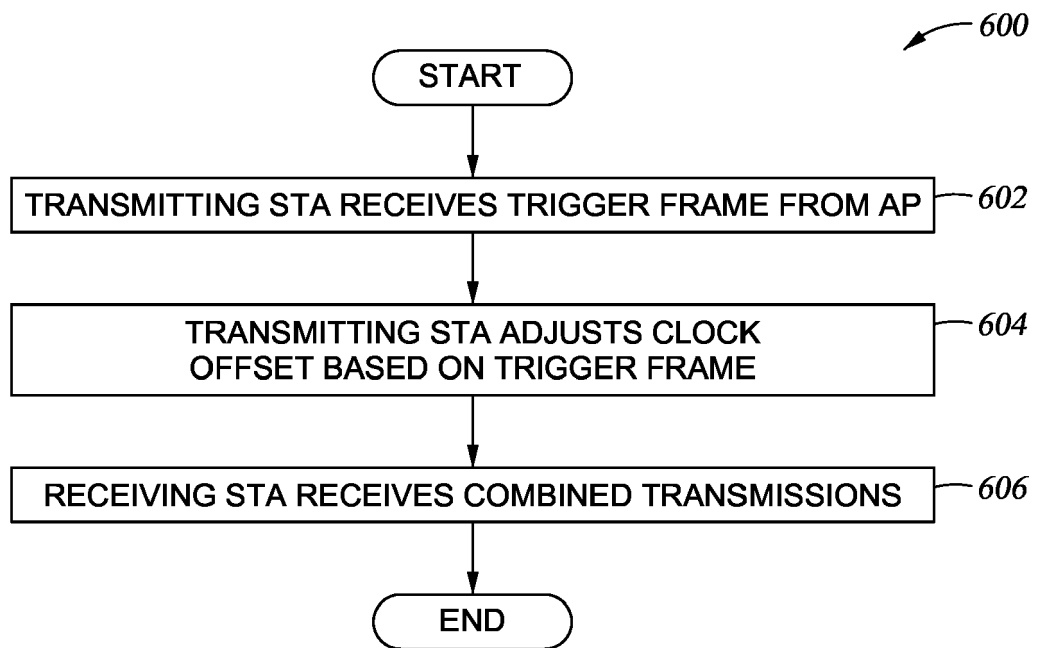 600
START
TRANSMITTING STA RECEIVES TRIGGER FRAME FROM AP
602
TRANSMITTING STA ADJUSTS CLOCK
OFFSET BASED ON TRIGGER FRAME
604
RECEIVING STA RECEIVES COMBINED TRANSMISSIONS
606
END